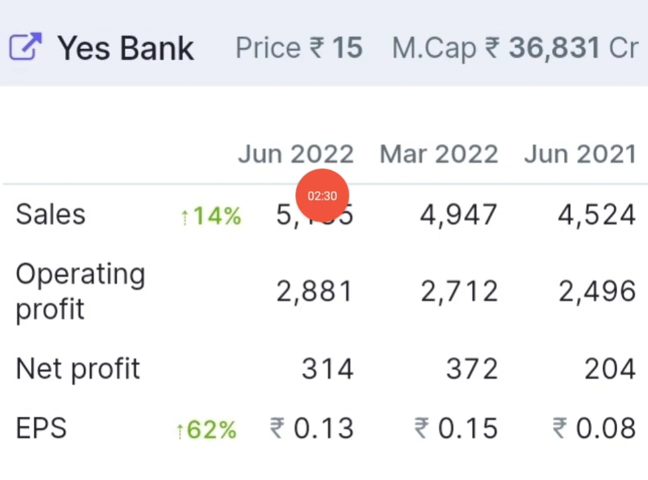 Yes Bank Price ₹ 15 M.Cap ₹ 36,831 Cr
Jun 2022 Mar 2022 Jun 2021
02:30
Sales ↑14% 4,947 4,524
Operating
profit 2,881 2,712 2,496
Net profit 314 372 204
EPS ↑62% ₹ 0.13 ₹ 0.15 ₹ 0.08